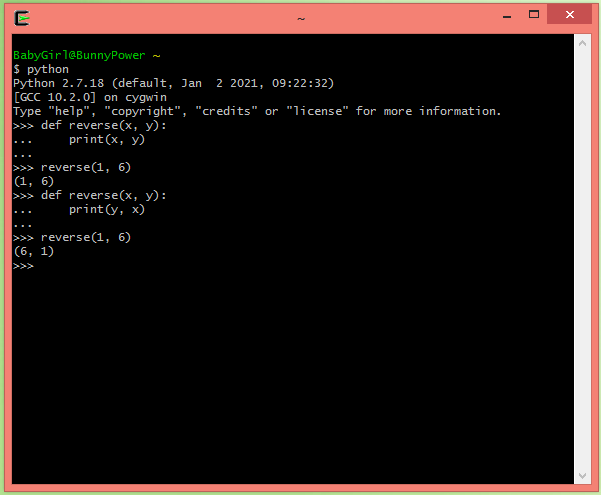 ~
BabyGirl@BunnyPower ~
$ python
Python 2.7.18 (default, Jan  2 2021, 09:22:32)
[GCC 10.2.0] on cygwin
Type "help", "copyright", "credits" or "license" for more information.
>>> def reverse(x, y):
...     print(x, y)
...
>>> reverse(1, 6)
(1, 6)
>>> def reverse(x, y):
...     print(y, x)
...
>>> reverse(1, 6)
(6, 1)
>>>